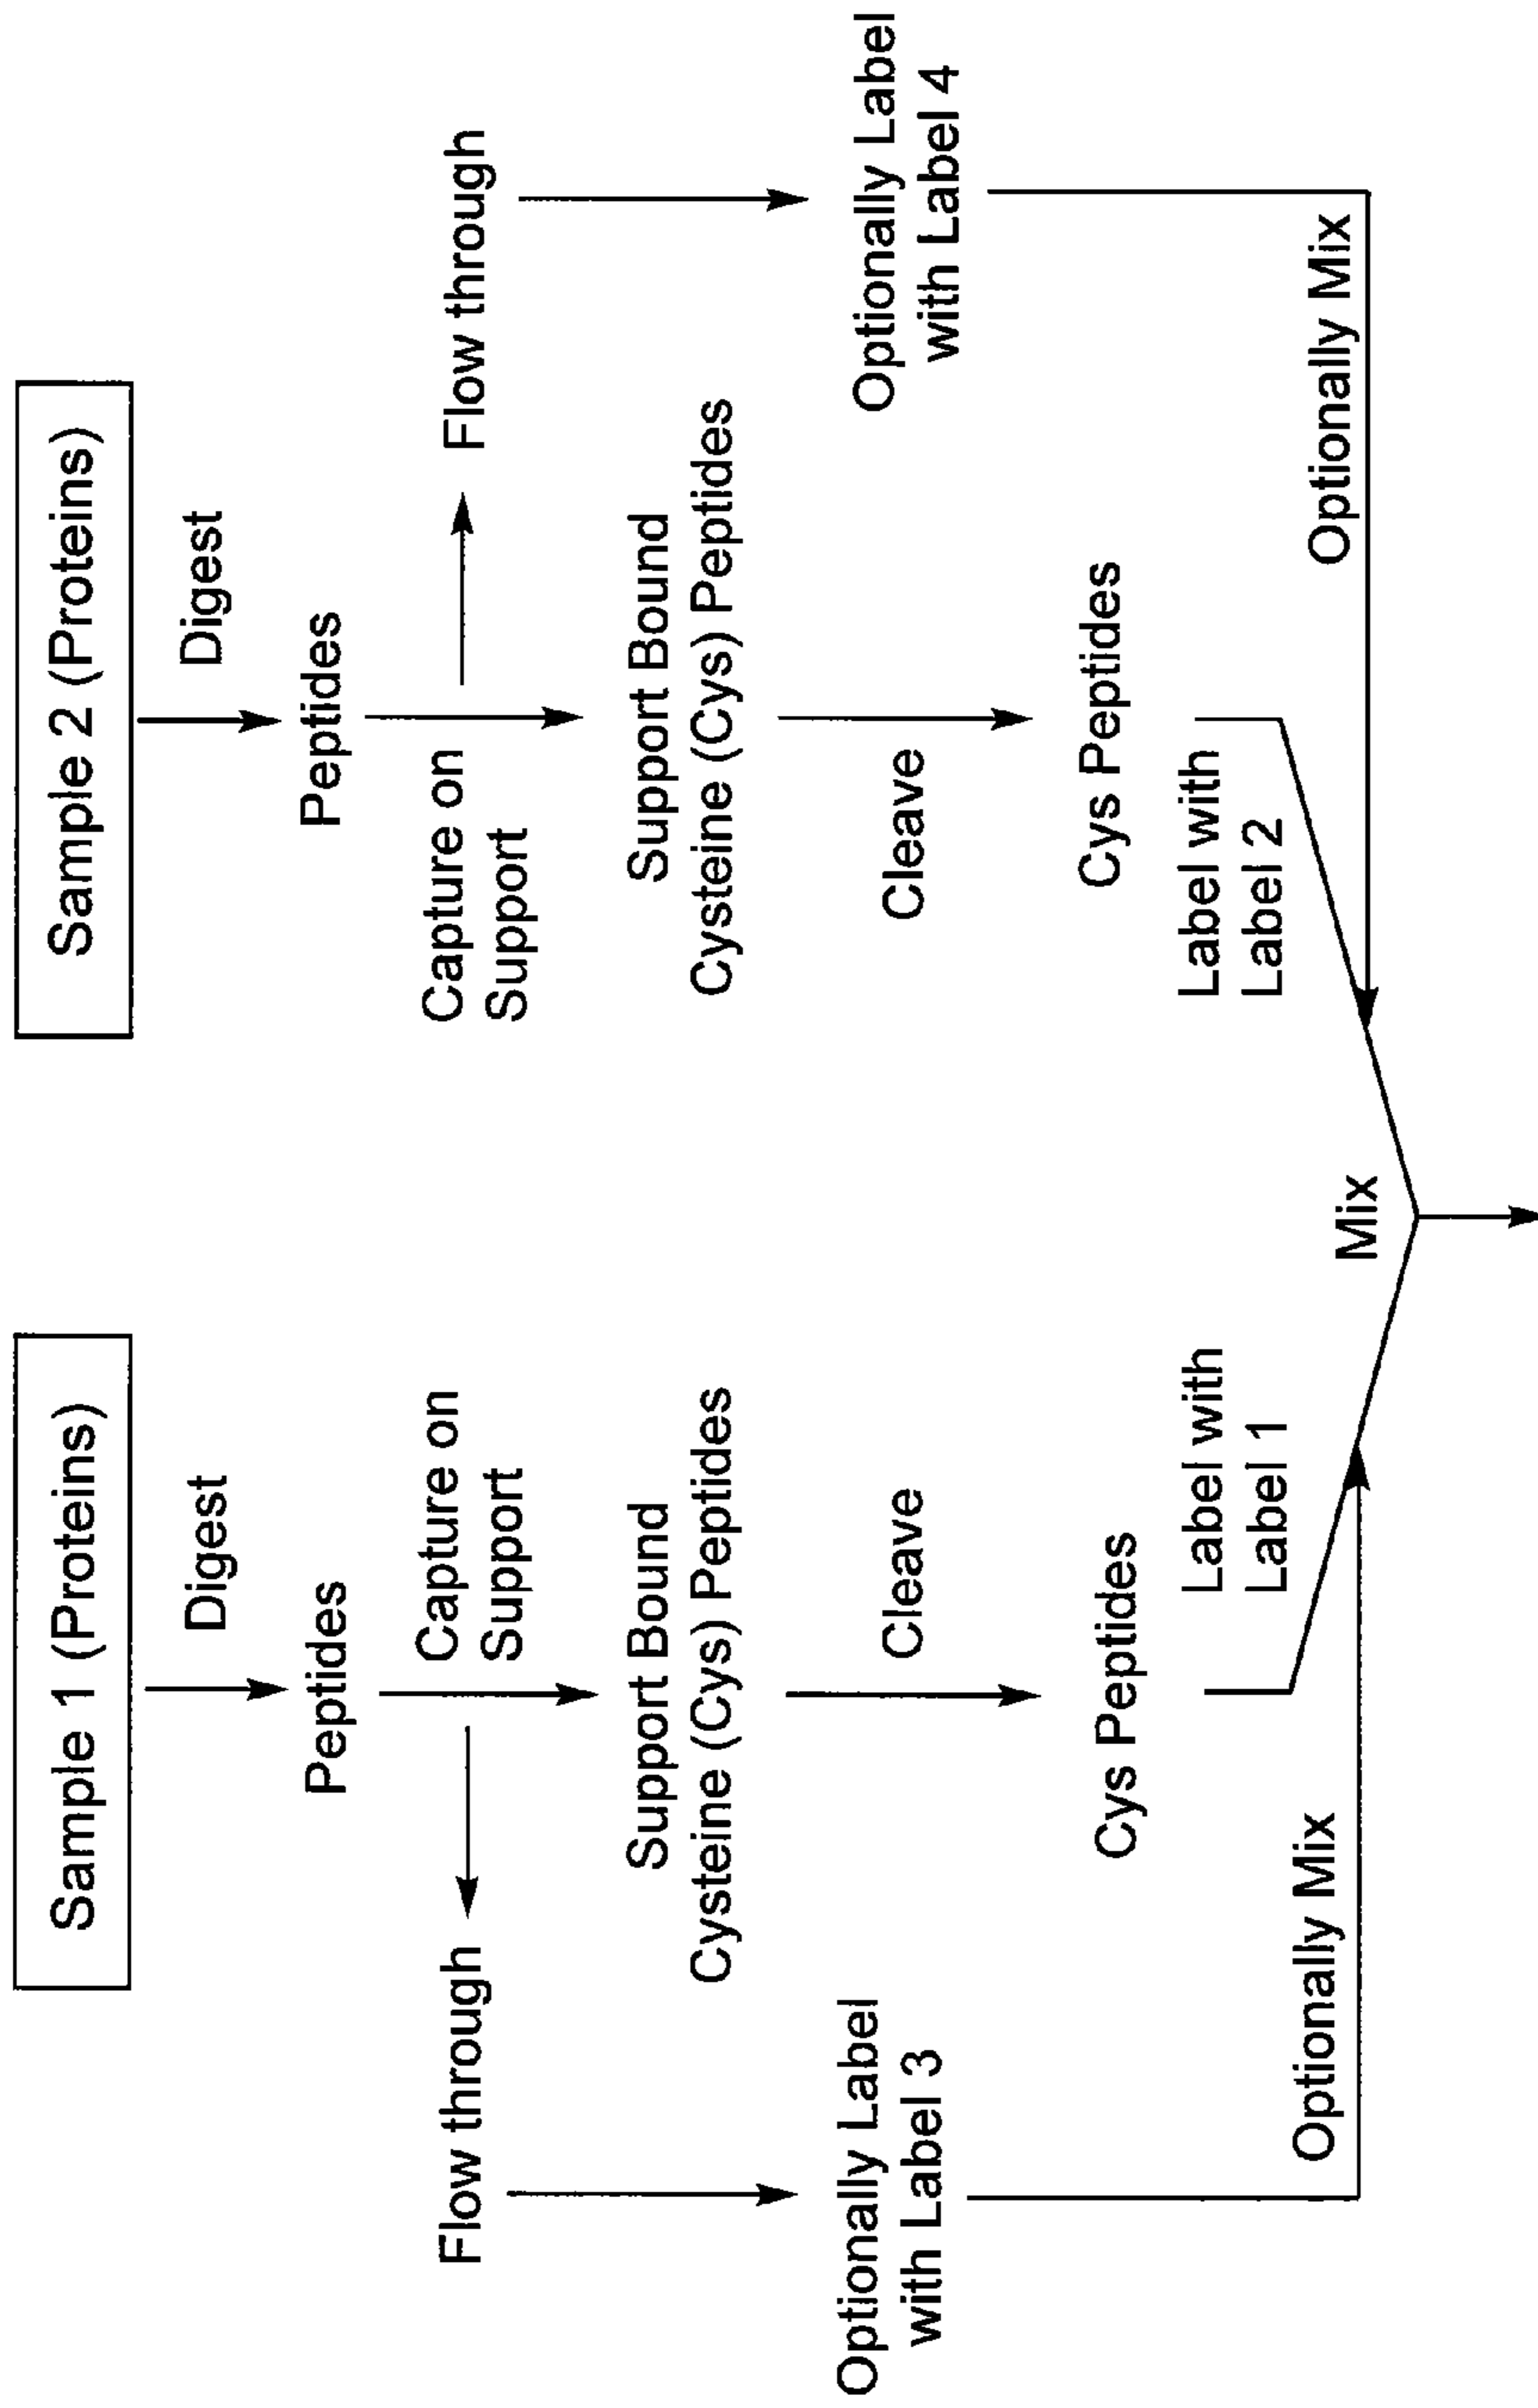 Sample 1 (Proteins)
Digest
Peptides
Capture on
Support
Flow through
Support Bound
Cysteine (Cys) Peptides
Optionally Label
with Label 3
Cleave
Cys Peptides
Label with
Label 1
Optionally Mix
Mix
Sample 2 (Proteins)
Digest
Peptides
Capture on
Support
Flow through
Support Bound
Cysteine (Cys) Peptides
Optionally Label
with Label 4
Cleave
Cys Peptides
Label with
Label 2
Optionally Mix